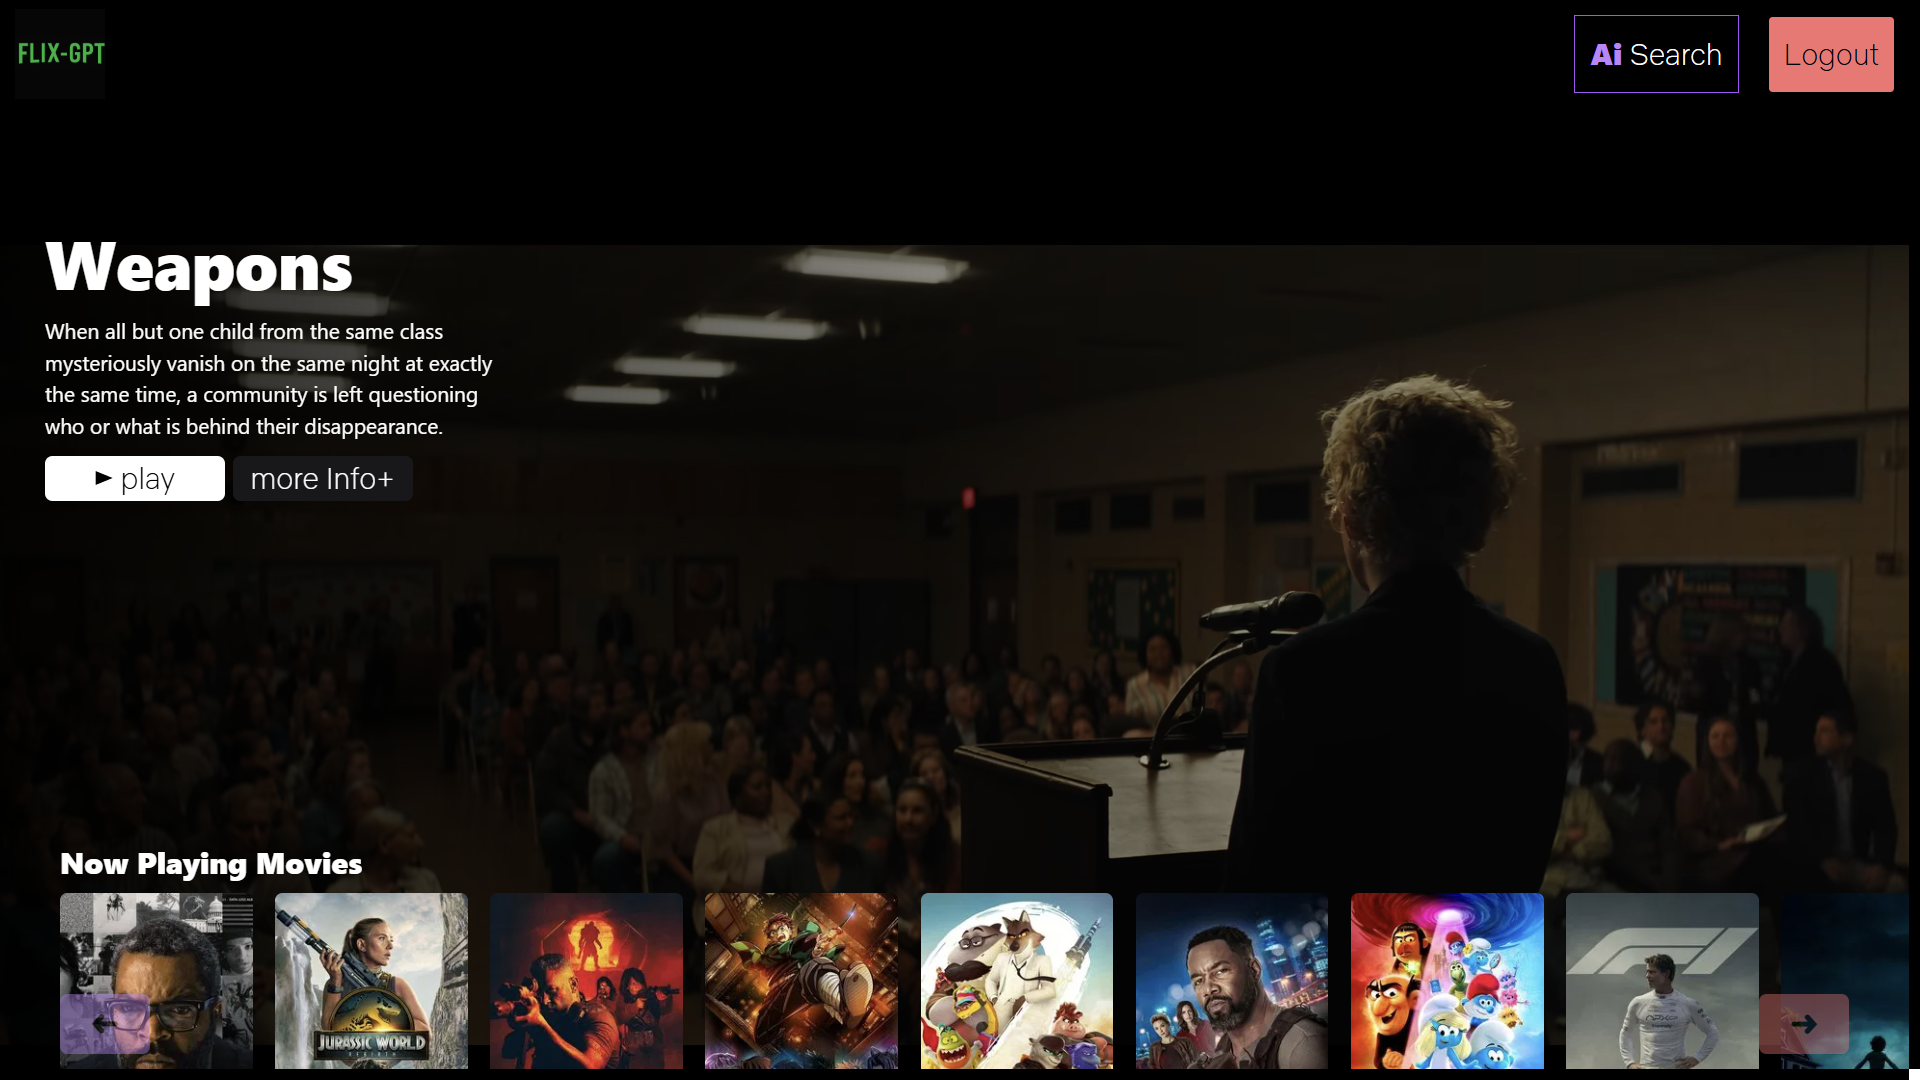 FLIX-GPT
Ai Search
Logout
Weapons
When all but one child from the same class
mysteriously vanish on the same night at exactly
the same time, a community is left questioning
who or what is behind their disappearance.
play
more Info+
Now Playing Movies
JURASSIC WORLD
REBIRTH